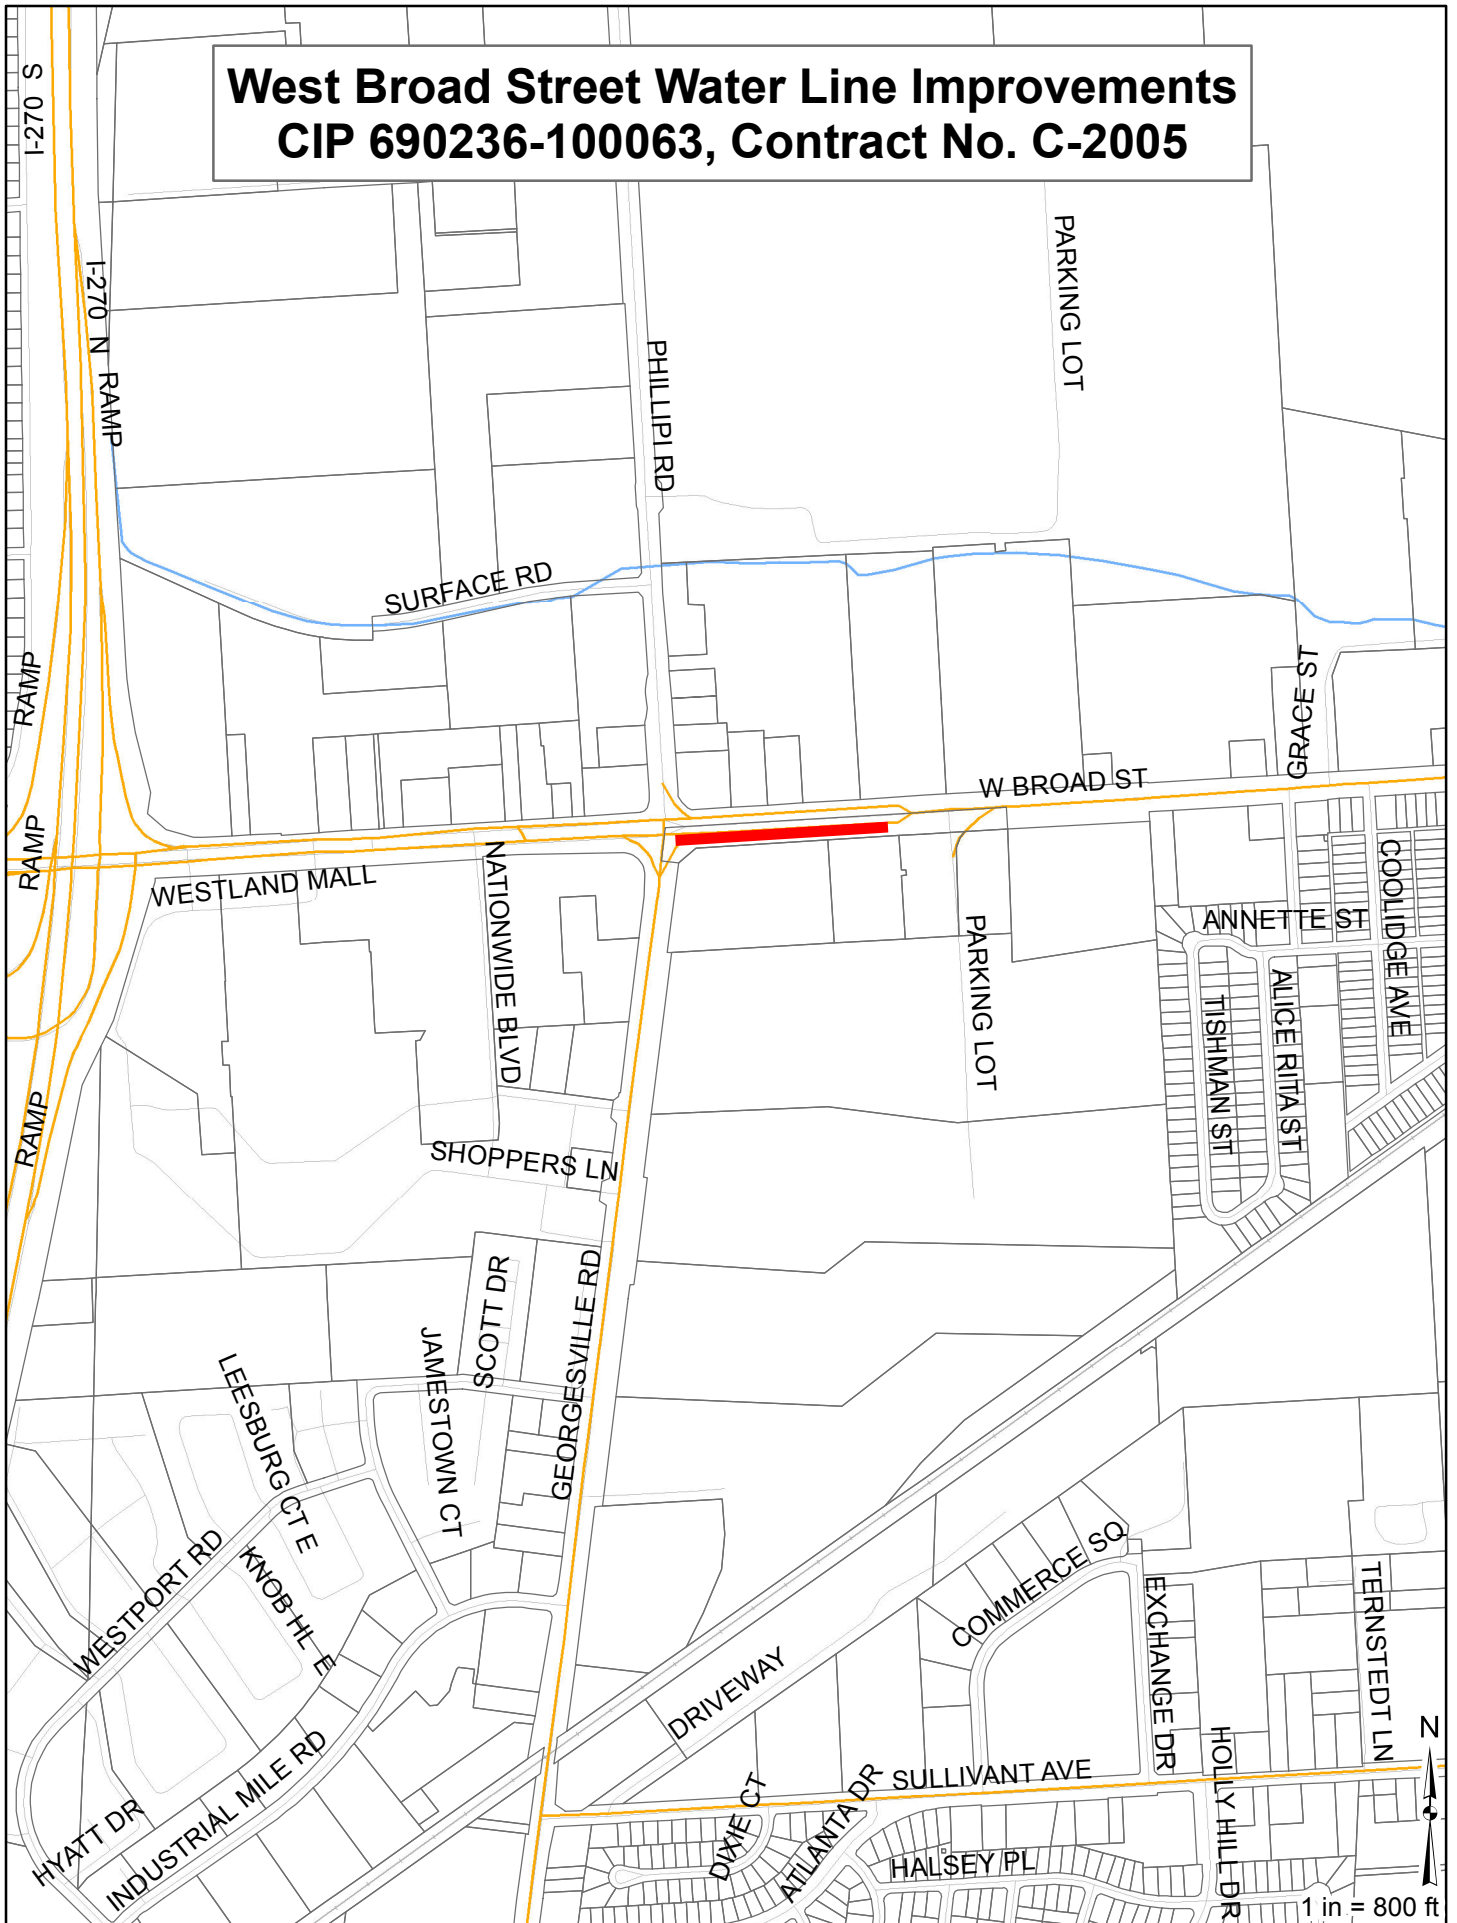 West Broad Street Water Line Improvements
CIP 690236-100063, Contract No. C-2005
I-270 S
I-270 N RAMP
PARKING LOT
PHILLIPI RD
SURFACE RD
RAMP
GRACE ST
W BROAD ST
RAMP
WESTLAND MALL
NATIONWIDE BLVD
COOLIDGE AVE
ANNETTE ST
PARKING LOT
TISHMAN ST
ALICE RITA ST
RAMP
SHOPPERS LN
SCOTT DR
GEORGESVILLE RD
JAMESTOWN CT
LEESBURG CT E
WESTPORT RD
KNOB HL E
COMMERCE SQ
EXCHANGE DR
TERNSTEDT LN
DRIVEWAY
HOLLY HILL DR
N
SULLIVANT AVE
INDUSTRIAL MILE RD
HYATT DR
DIXIE CT
ATLANTA DR
HALSEY PL
1 in = 800 ft